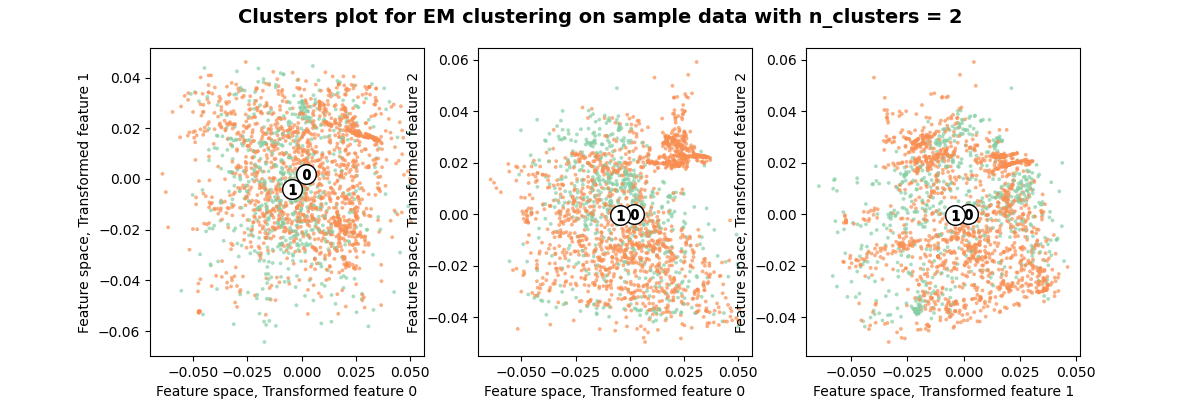 Clusters plot for EM clustering on sample data with n_clusters = 2
Feature space, Transformed feature 1
0.04
0.02
0.00
−0.02
−0.04
−0.06
0
1
−0.050 −0.025 0.000 0.025 0.050
Feature space, Transformed feature 0
Feature space, Transformed feature 2
0.06
0.04
0.02
0.00
−0.02
−0.04
1 0
−0.050 −0.025 0.000 0.025 0.050
Feature space, Transformed feature 0
Feature space, Transformed feature 2
0.06
0.04
0.02
0.00
−0.02
−0.04
1 0
−0.050 −0.025 0.000 0.025 0.050
Feature space, Transformed feature 1